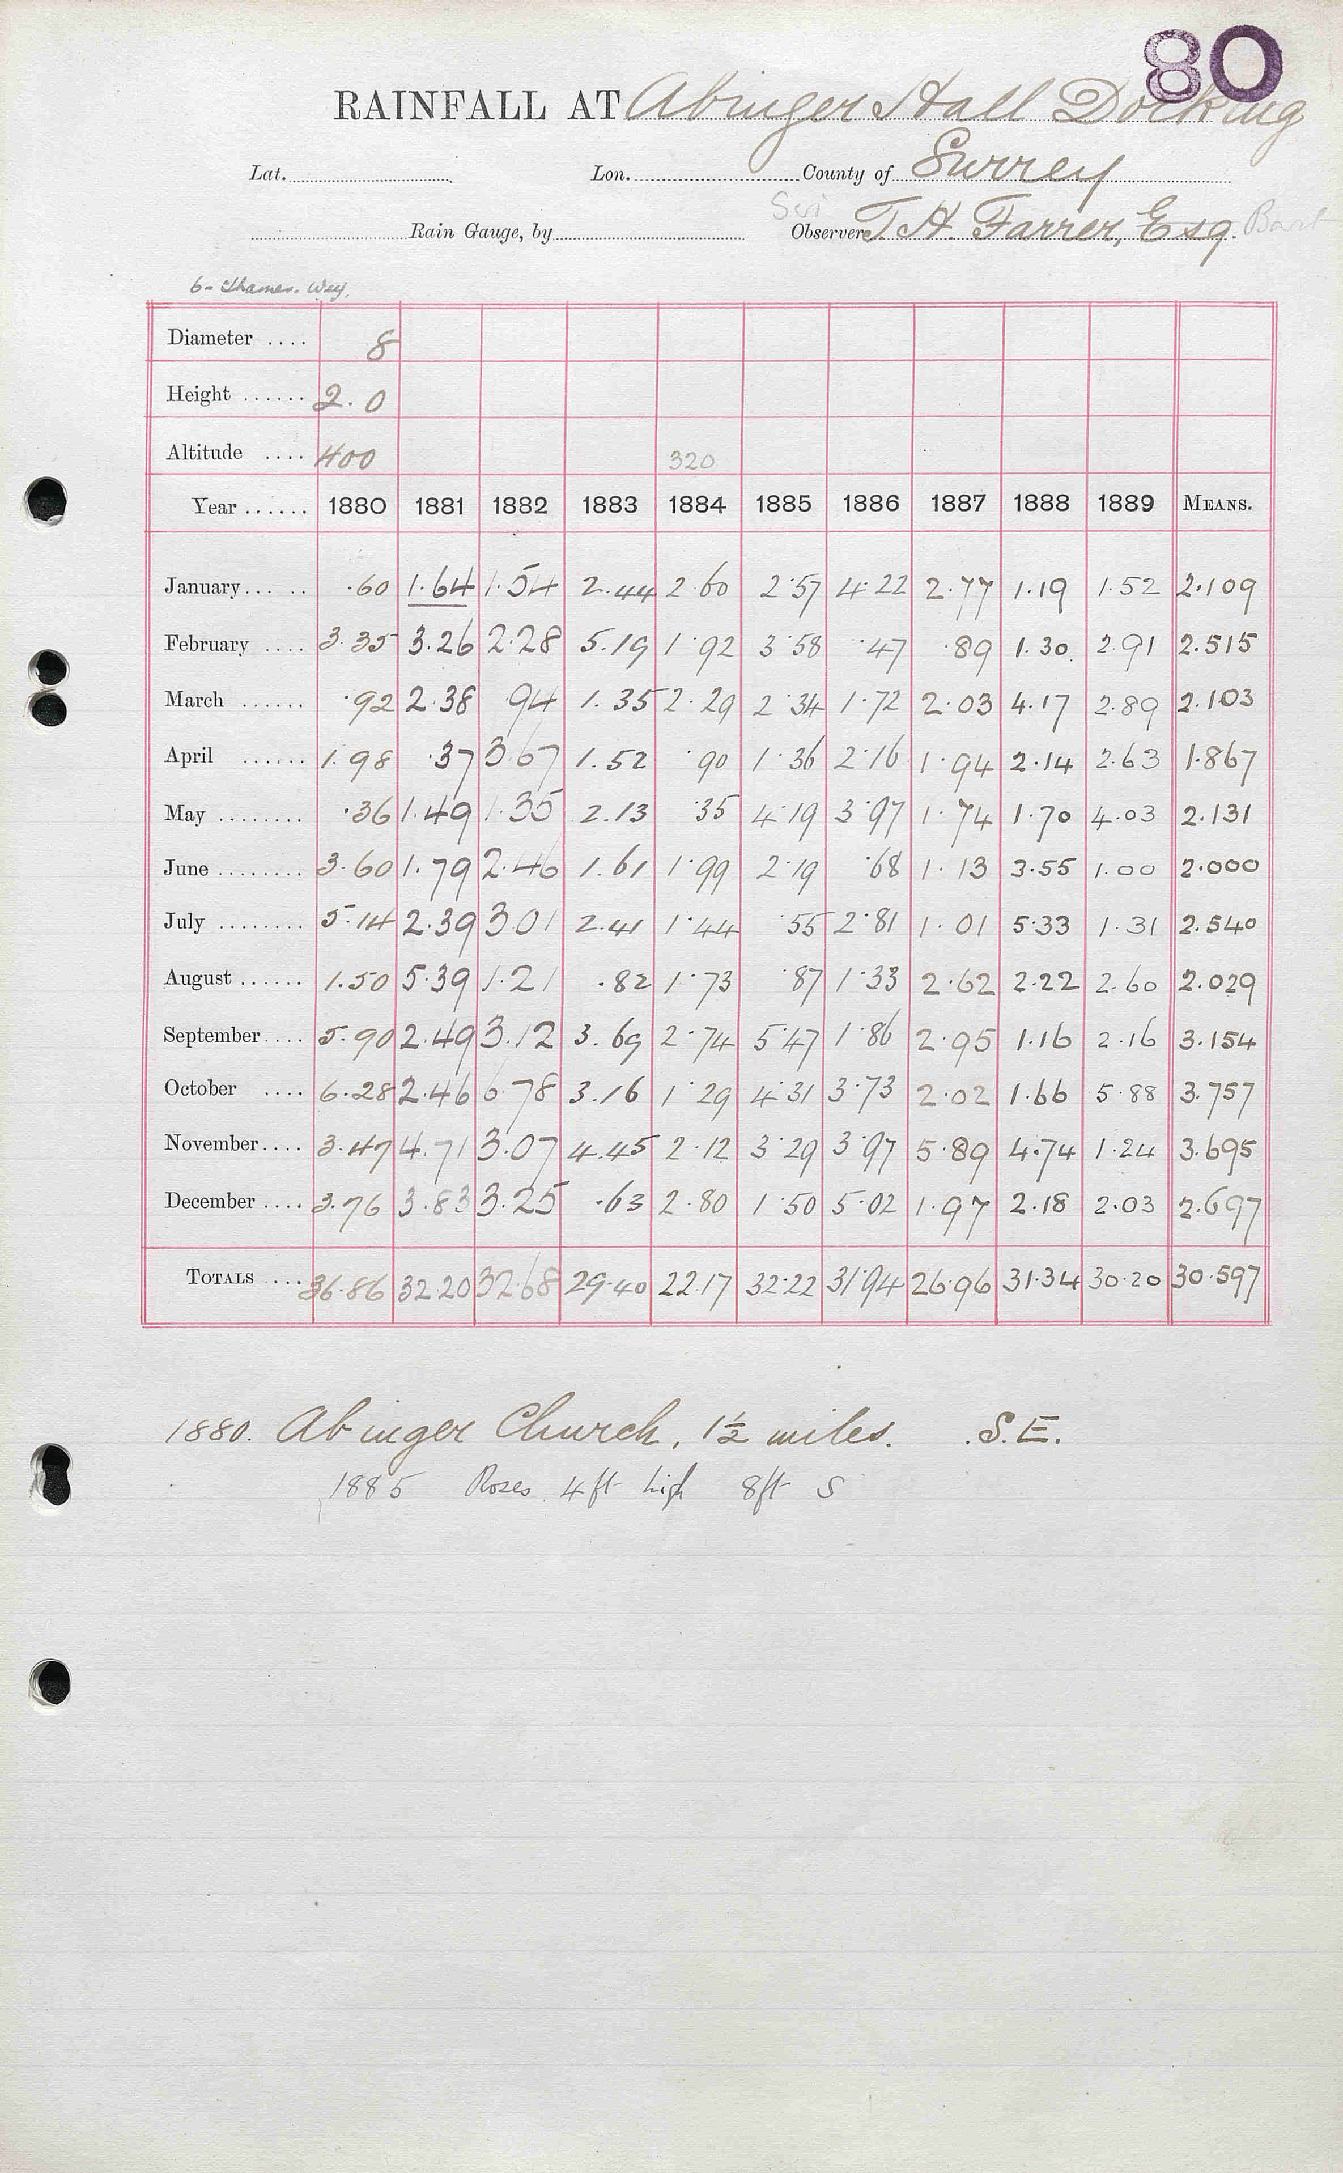 80
RAINFALL AT Abinger Hall Dorking
Lat. Lon. County of Surrey
Rain Gauge, by Observer Sir T. H. Farrer, Esq. Bart
6 - Thames. Wey.
Diameter .... 8
Height ...... 2.0
Altitude .... 400 320
Year ...... 1880 1881 1882 1883 1884 1885 1886 1887 1888 1889 MEANS.
January ... .. .60 1.64 1.54 2.44 2.60 2.57 4.22 2.77 1.19 1.52 2.109
February .... 3.35 3.26 2.28 5.19 1.92 3.58 .47 .89 1.30 2.91 2.515
March ...... .92 2.38 .94 1.35 2.29 2.34 1.72 2.03 4.17 2.89 2.103
April ...... 1.98 .37 3.67 1.52 .90 1.36 2.16 1.94 2.14 2.63 1.867
May ........ .36 1.49 1.35 2.13 .35 4.19 3.97 1.74 1.70 4.03 2.131
June ........ 3.60 1.79 2.46 1.61 1.99 2.19 .68 1.13 3.55 1.00 2.000
July ........ 5.14 2.39 3.01 2.41 1.44 .55 2.81 1.01 5.33 1.31 2.540
August ...... 1.50 5.39 1.21 .82 1.73 .87 1.33 2.62 2.22 2.60 2.029
September .... 5.90 2.49 3.12 3.69 2.74 5.47 1.86 2.95 1.16 2.16 3.154
October .... 6.28 2.46 6.78 3.16 1.29 4.31 3.73 2.02 1.66 5.88 3.757
November .... 3.47 4.71 3.07 4.45 2.12 3.29 3.97 5.89 4.74 1.24 3.695
December .... 3.76 3.83 3.25 .63 2.80 1.50 5.02 1.97 2.18 2.03 2.697
TOTALS ... 36.86 32.20 32.68 29.40 22.17 32.22 31.94 26.96 31.34 30.20 30.597
1880. Abinger Church, 1½ miles. S.E.
1885 Roses 4 ft high 8ft S